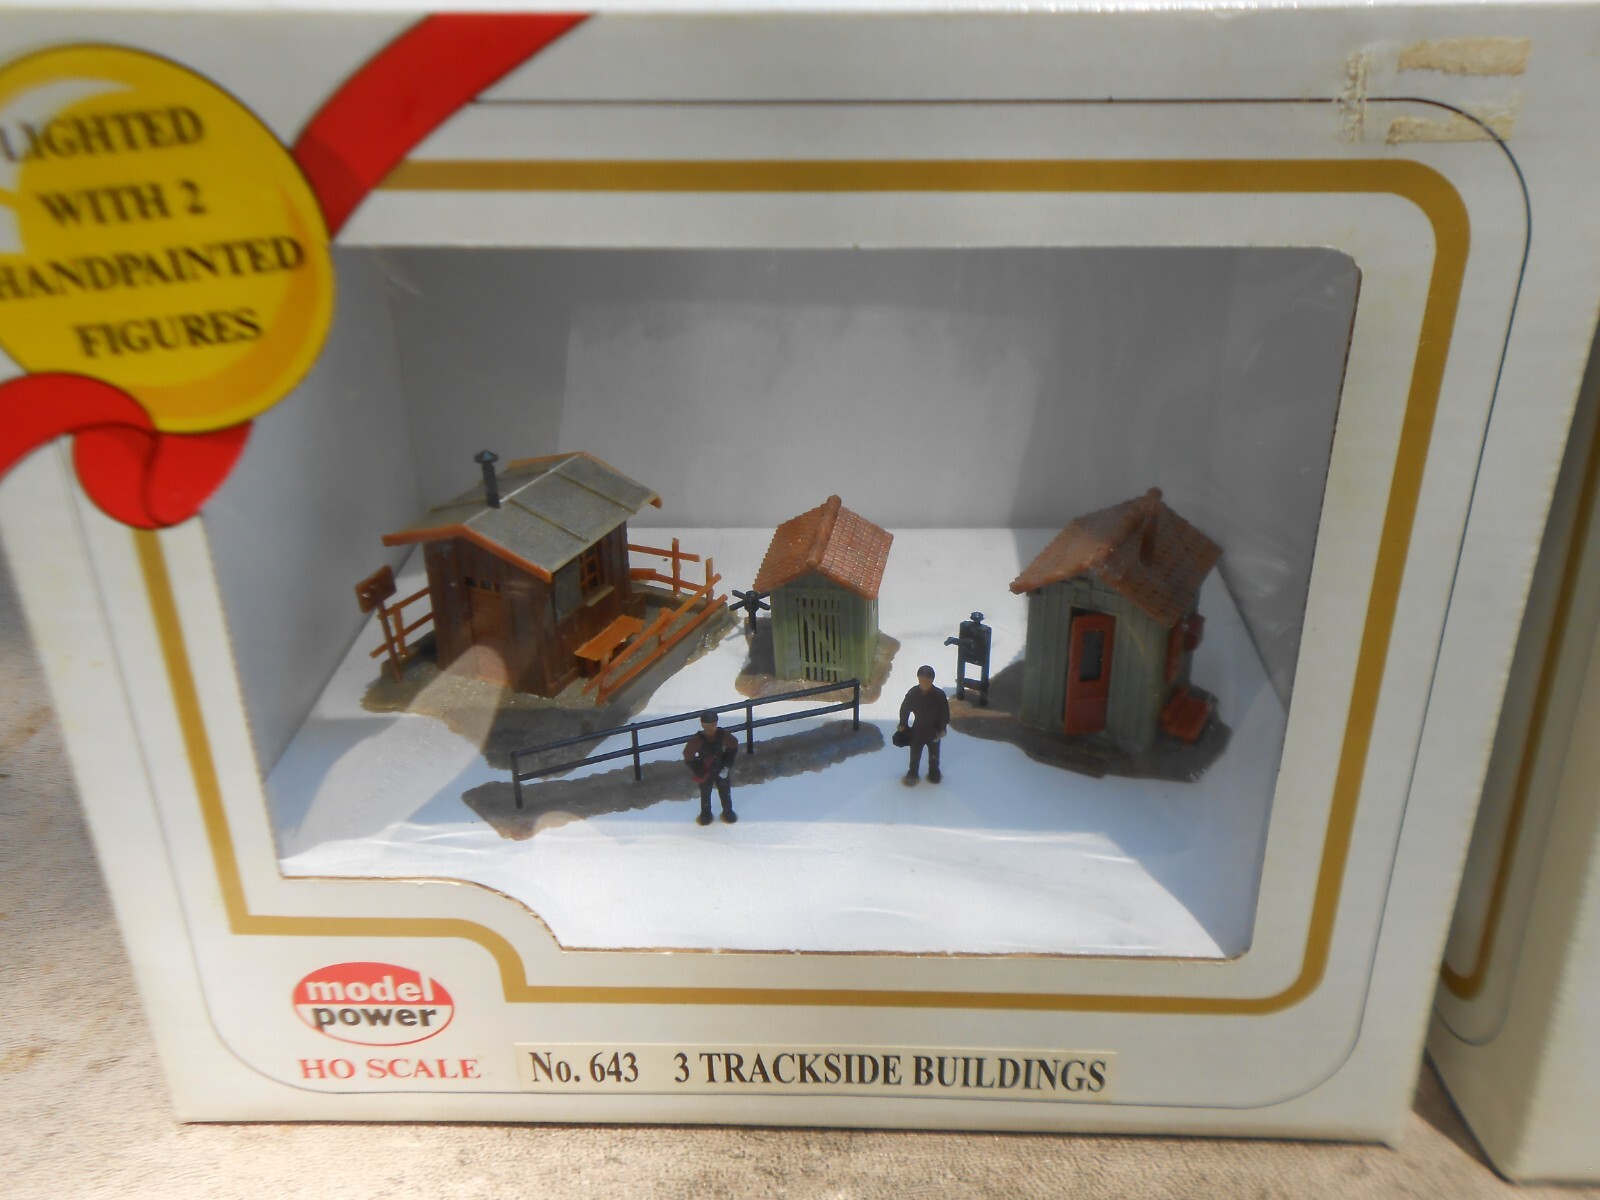 LIGHTED
WITH 2
HANDPAINTED
FIGURES
model
power
HO SCALE
No. 643 3 TRACKSIDE BUILDINGS